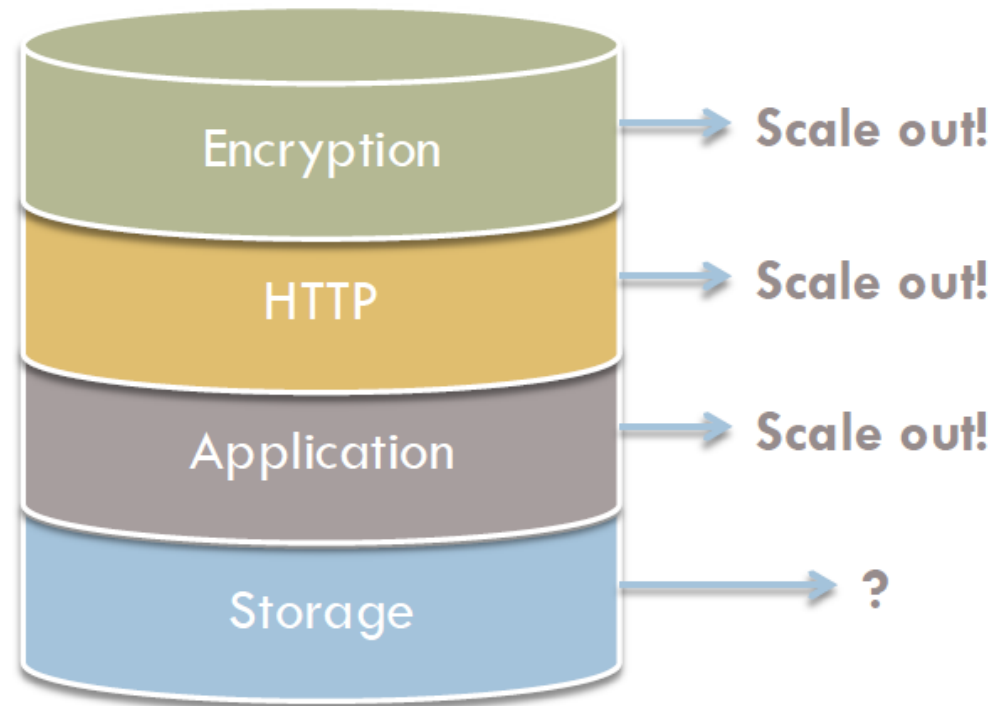 Encryption
Scale out!
HTTP
Scale out!
Application
Scale out!
Storage
?